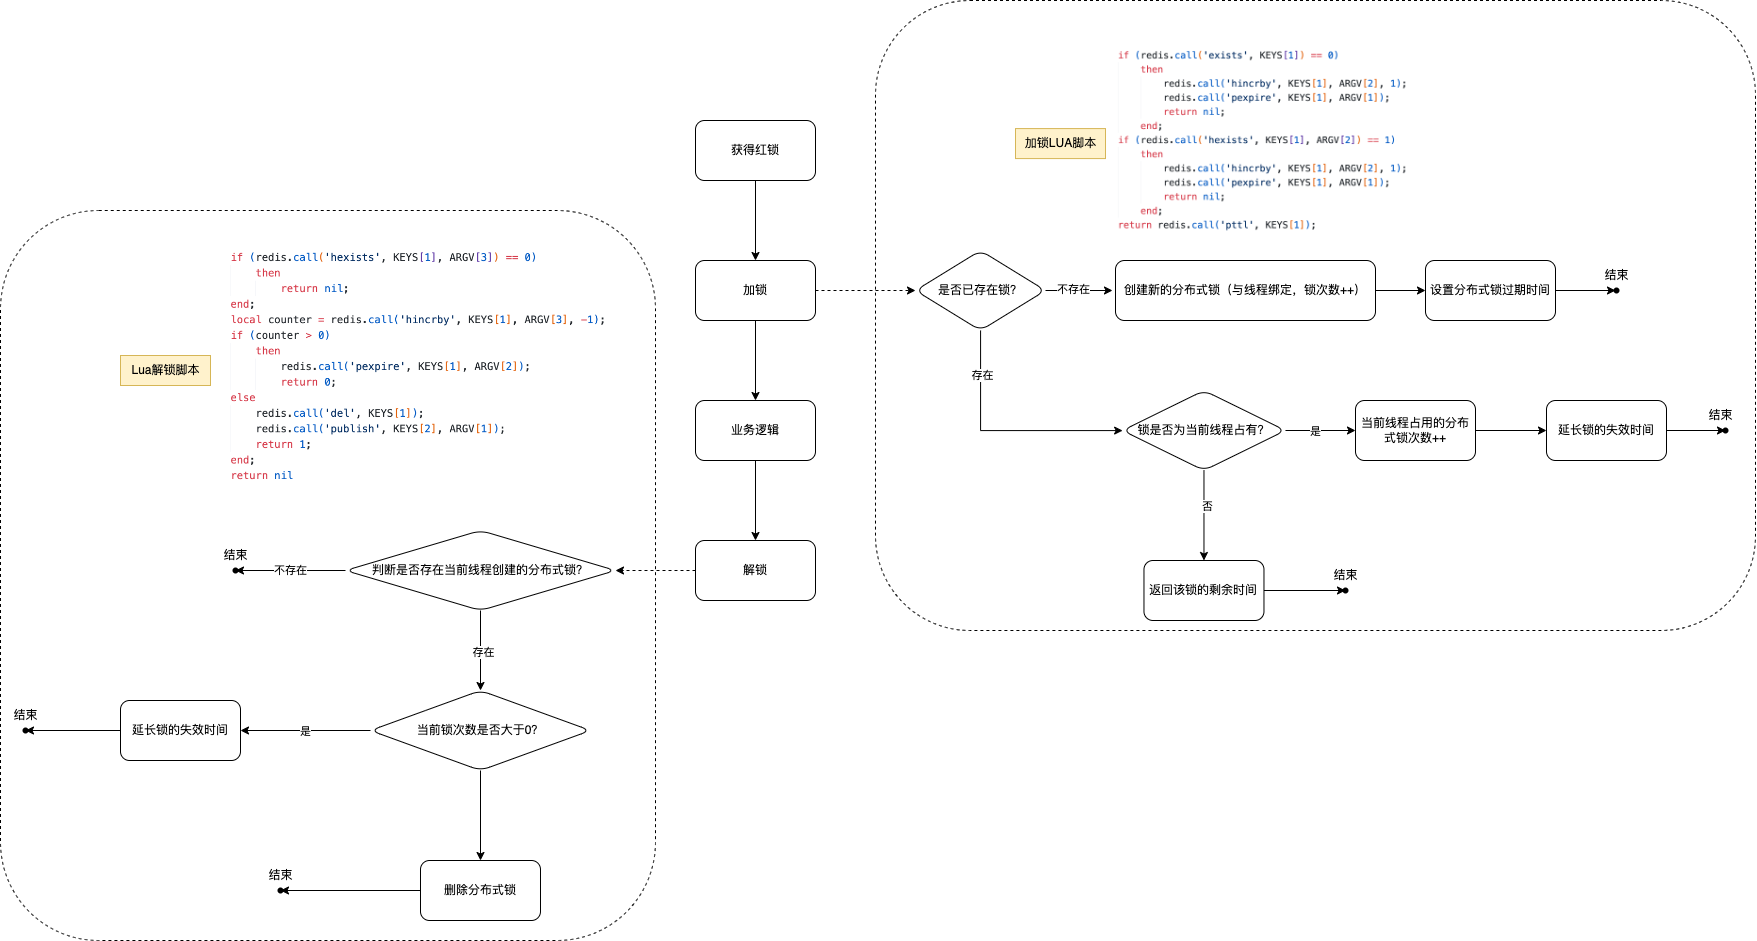 获得红锁
加锁
业务逻辑
解锁
加锁LUA脚本
if (redis.call('exists', KEYS[1]) == 0)
then
redis.call('hincrby', KEYS[1], ARGV[2], 1);
redis.call('pexpire', KEYS[1], ARGV[1]);
return nil;
end;
if (redis.call('hexists', KEYS[1], ARGV[2]) == 1)
then
redis.call('hincrby', KEYS[1], ARGV[2], 1);
redis.call('pexpire', KEYS[1], ARGV[1]);
return nil;
end;
return redis.call('pttl', KEYS[1]);
是否已存在锁?
不存在
创建新的分布式锁（与线程绑定，锁次数++）
设置分布式锁过期时间
结束
存在
锁是否为当前线程占有?
是
当前线程占用的分布
式锁次数++
延长锁的失效时间
结束
否
返回该锁的剩余时间
结束
Lua解锁脚本
if (redis.call('hexists', KEYS[1], ARGV[3]) == 0)
then
return nil;
end;
local counter = redis.call('hincrby', KEYS[1], ARGV[3], -1);
if (counter > 0)
then
redis.call('pexpire', KEYS[1], ARGV[2]);
return 0;
else
redis.call('del', KEYS[1]);
redis.call('publish', KEYS[2], ARGV[1]);
return 1;
end;
return nil
判断是否存在当前线程创建的分布式锁?
不存在
结束
存在
当前锁次数是否大于0?
是
延长锁的失效时间
结束
删除分布式锁
结束